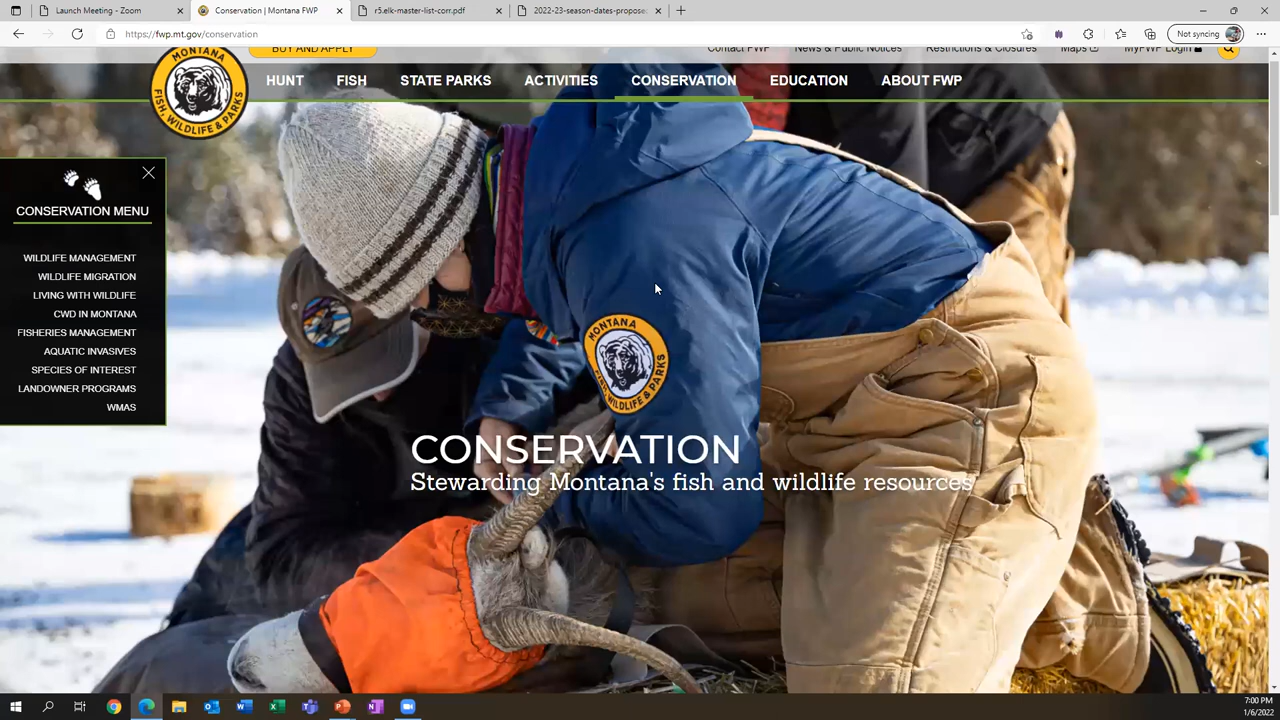 Launch Meeting - Zoom
Conservation | Montana FWP
r5.elk-master-list-corr.pdf
2022-23-season-dates-propose
https://fwp.mt.gov/conservation
Not syncing
BUY AND APPLY
Contact FWP
News & Public Notices
Restrictions & Closures
Maps
MyFWP Login
MONTANA
FISH, WILDLIFE & PARKS
HUNT
FISH
STATE PARKS
ACTIVITIES
CONSERVATION
EDUCATION
ABOUT FWP
CONSERVATION MENU
WILDLIFE MANAGEMENT
WILDLIFE MIGRATION
LIVING WITH WILDLIFE
CWD IN MONTANA
FISHERIES MANAGEMENT
AQUATIC INVASIVES
SPECIES OF INTEREST
LANDOWNER PROGRAMS
WMAS
MONTANA
FISH, WILDLIFE & PARKS
CONSERVATION
Stewarding Montana's fish and wildlife resources
7:00 PM
1/6/2022